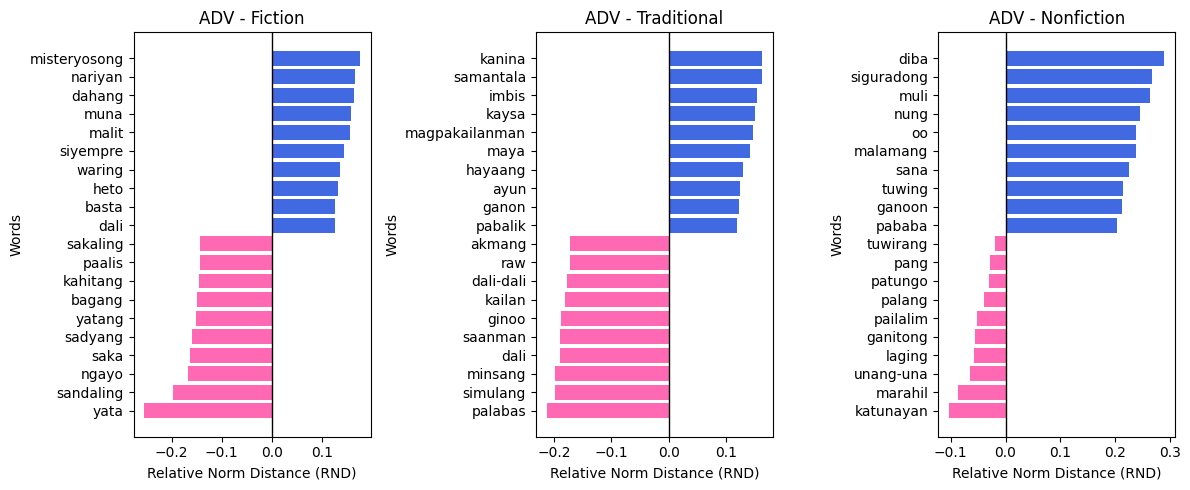 ADV - Fiction
misteryosong
nariyan
dahang
muna
malit
siyempre
waring
heto
basta
dali
sakaling
paalis
kahitang
bagang
yatang
sadyang
saka
ngayo
sandaling
yata
Words
−0.2 −0.1 0.0 0.1
Relative Norm Distance (RND)
ADV - Traditional
kanina
samantala
imbis
kaysa
magpakailanman
maya
hayaang
ayun
ganon
pabalik
akmang
raw
dali-dali
kailan
ginoo
saanman
dali
minsang
simulang
palabas
Words
−0.2 −0.1 0.0 0.1
Relative Norm Distance (RND)
ADV - Nonfiction
diba
siguradong
muli
nung
oo
malamang
sana
tuwing
ganoon
pababa
tuwirang
pang
patungo
palang
pailalim
ganitong
laging
unang-una
marahil
katunayan
Words
−0.1 0.0 0.1 0.2 0.3
Relative Norm Distance (RND)